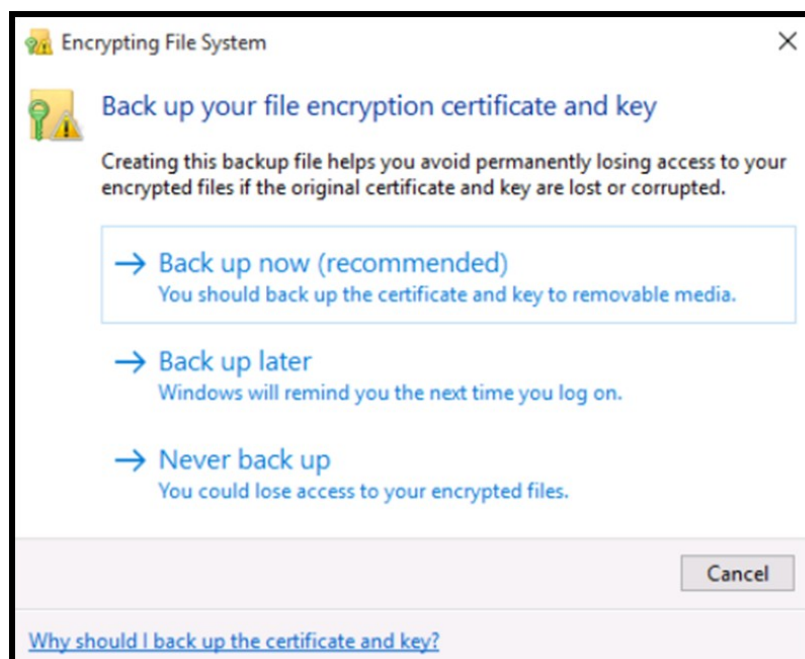 Encrypting File System
Back up your file encryption certificate and key
Creating this backup file helps you avoid permanently losing access to your
encrypted files if the original certificate and key are lost or corrupted.
Back up now (recommended)
You should back up the certificate and key to removable media.
Back up later
Windows will remind you the next time you log on.
Never back up
You could lose access to your encrypted files.
Cancel
Why should I back up the certificate and key?